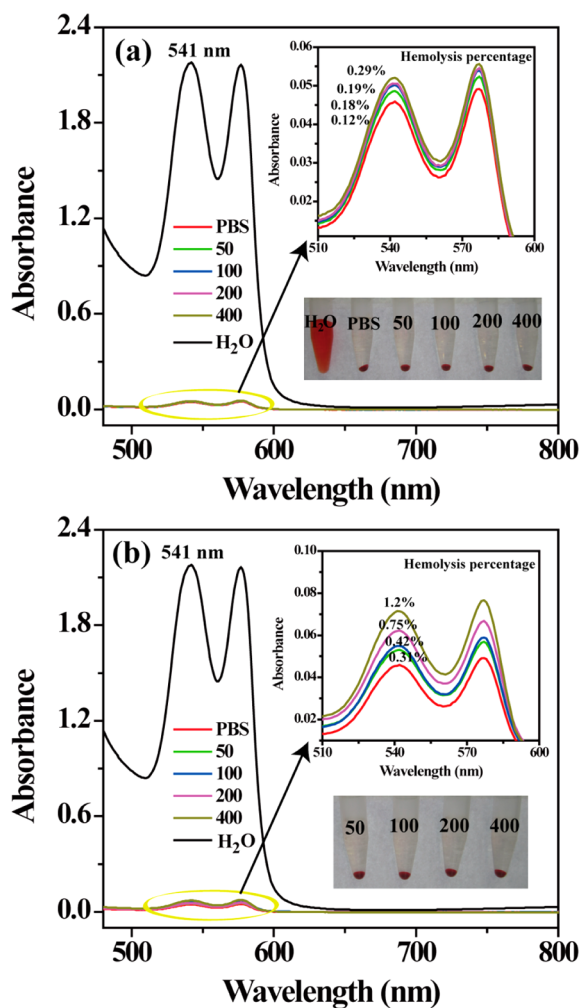 (a)
541 nm
Absorbance
2.4
1.8
1.2
0.6
0.0
PBS
50
100
200
400
H₂O
500
600
700
800
Wavelength (nm)
Hemolysis percentage
Absorbance
0.06
0.05
0.04
0.03
0.02
0.29%
0.19%
0.18%
0.12%
510
540
570
600
Wavelength (nm)
H₂O PBS 50 100 200 400
(b)
541 nm
Absorbance
2.4
1.8
1.2
0.6
0.0
PBS
50
100
200
400
H₂O
500
600
700
800
Wavelength (nm)
Hemolysis percentage
Absorbance
0.10
0.08
0.06
0.04
0.02
1.2%
0.75%
0.42%
0.31%
510
540
570
600
Wavelength (nm)
50 100 200 400